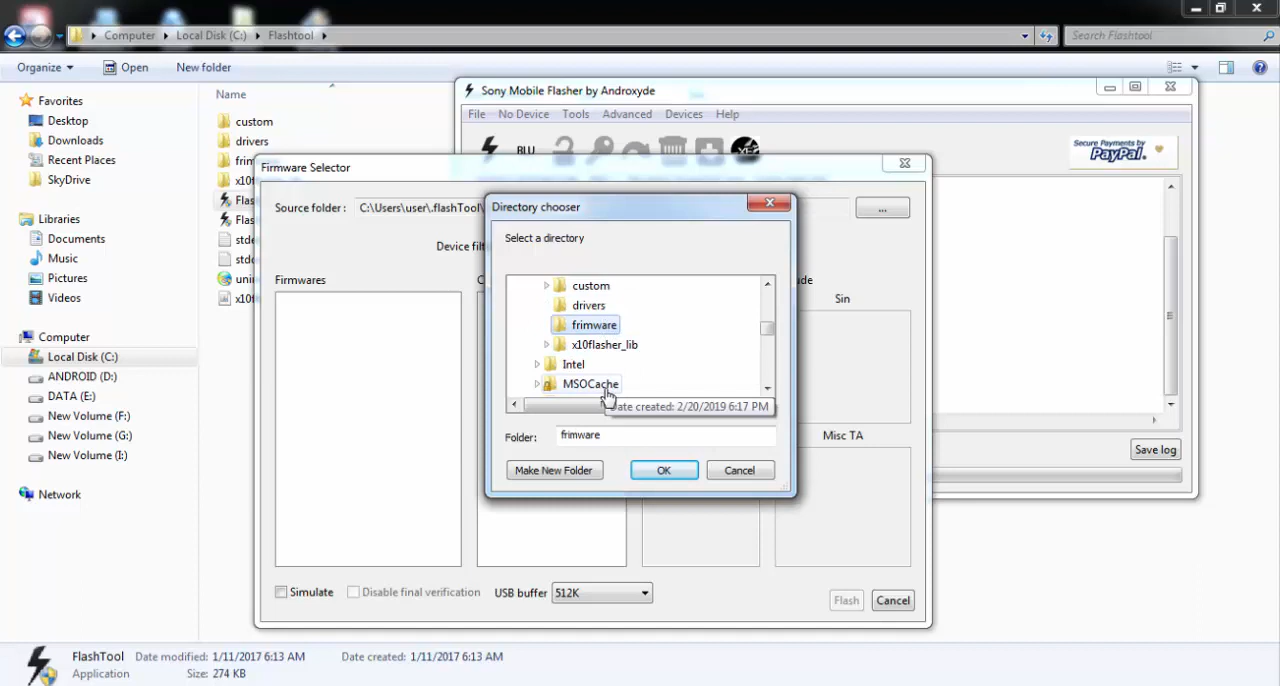 Computer
Local Disk (C:)
Flashtool
Search Flashtool
Organize
Open
New folder
Favorites
Desktop
Downloads
Recent Places
SkyDrive
Libraries
Documents
Music
Pictures
Videos
Computer
Local Disk (C:)
ANDROID (D:)
DATA (E:)
New Volume (F:)
New Volume (G:)
New Volume (I:)
Network
Name
custom
drivers
Sony Mobile Flasher by Androxyde
File No Device Tools Advanced Devices Help
BLU
Secure Payments by
PayPal
Save log
Firmware Selector
Source folder : C:\Users\user\.flashTool\
...
Firmwares
Sin
Misc TA
Simulate
Disable final verification
USB buffer 512K
Flash
Cancel
Directory chooser
Select a directory
custom
drivers
frimware
x10flasher_lib
Intel
MSOCache
Date created: 2/20/2019 6:17 PM
Folder: frimware
Make New Folder
OK
Cancel
FlashTool Date modified: 1/11/2017 6:13 AM Date created: 1/11/2017 6:13 AM
Application Size: 274 KB